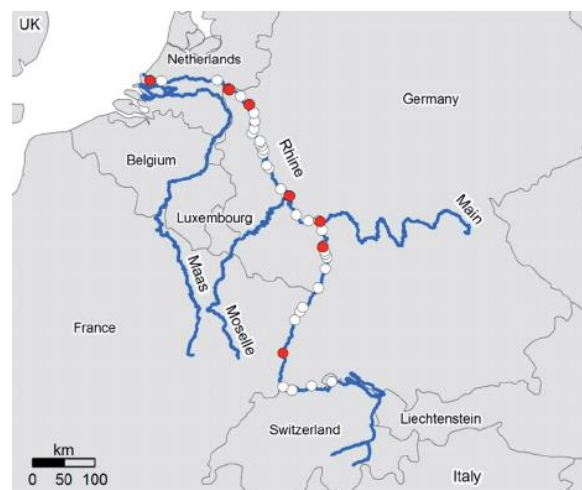 UK
Netherlands
Germany
Belgium
Rhine
Main
Luxembourg
Maas
Moselle
France
Switzerland
Liechtenstein
Italy
km
0 50 100